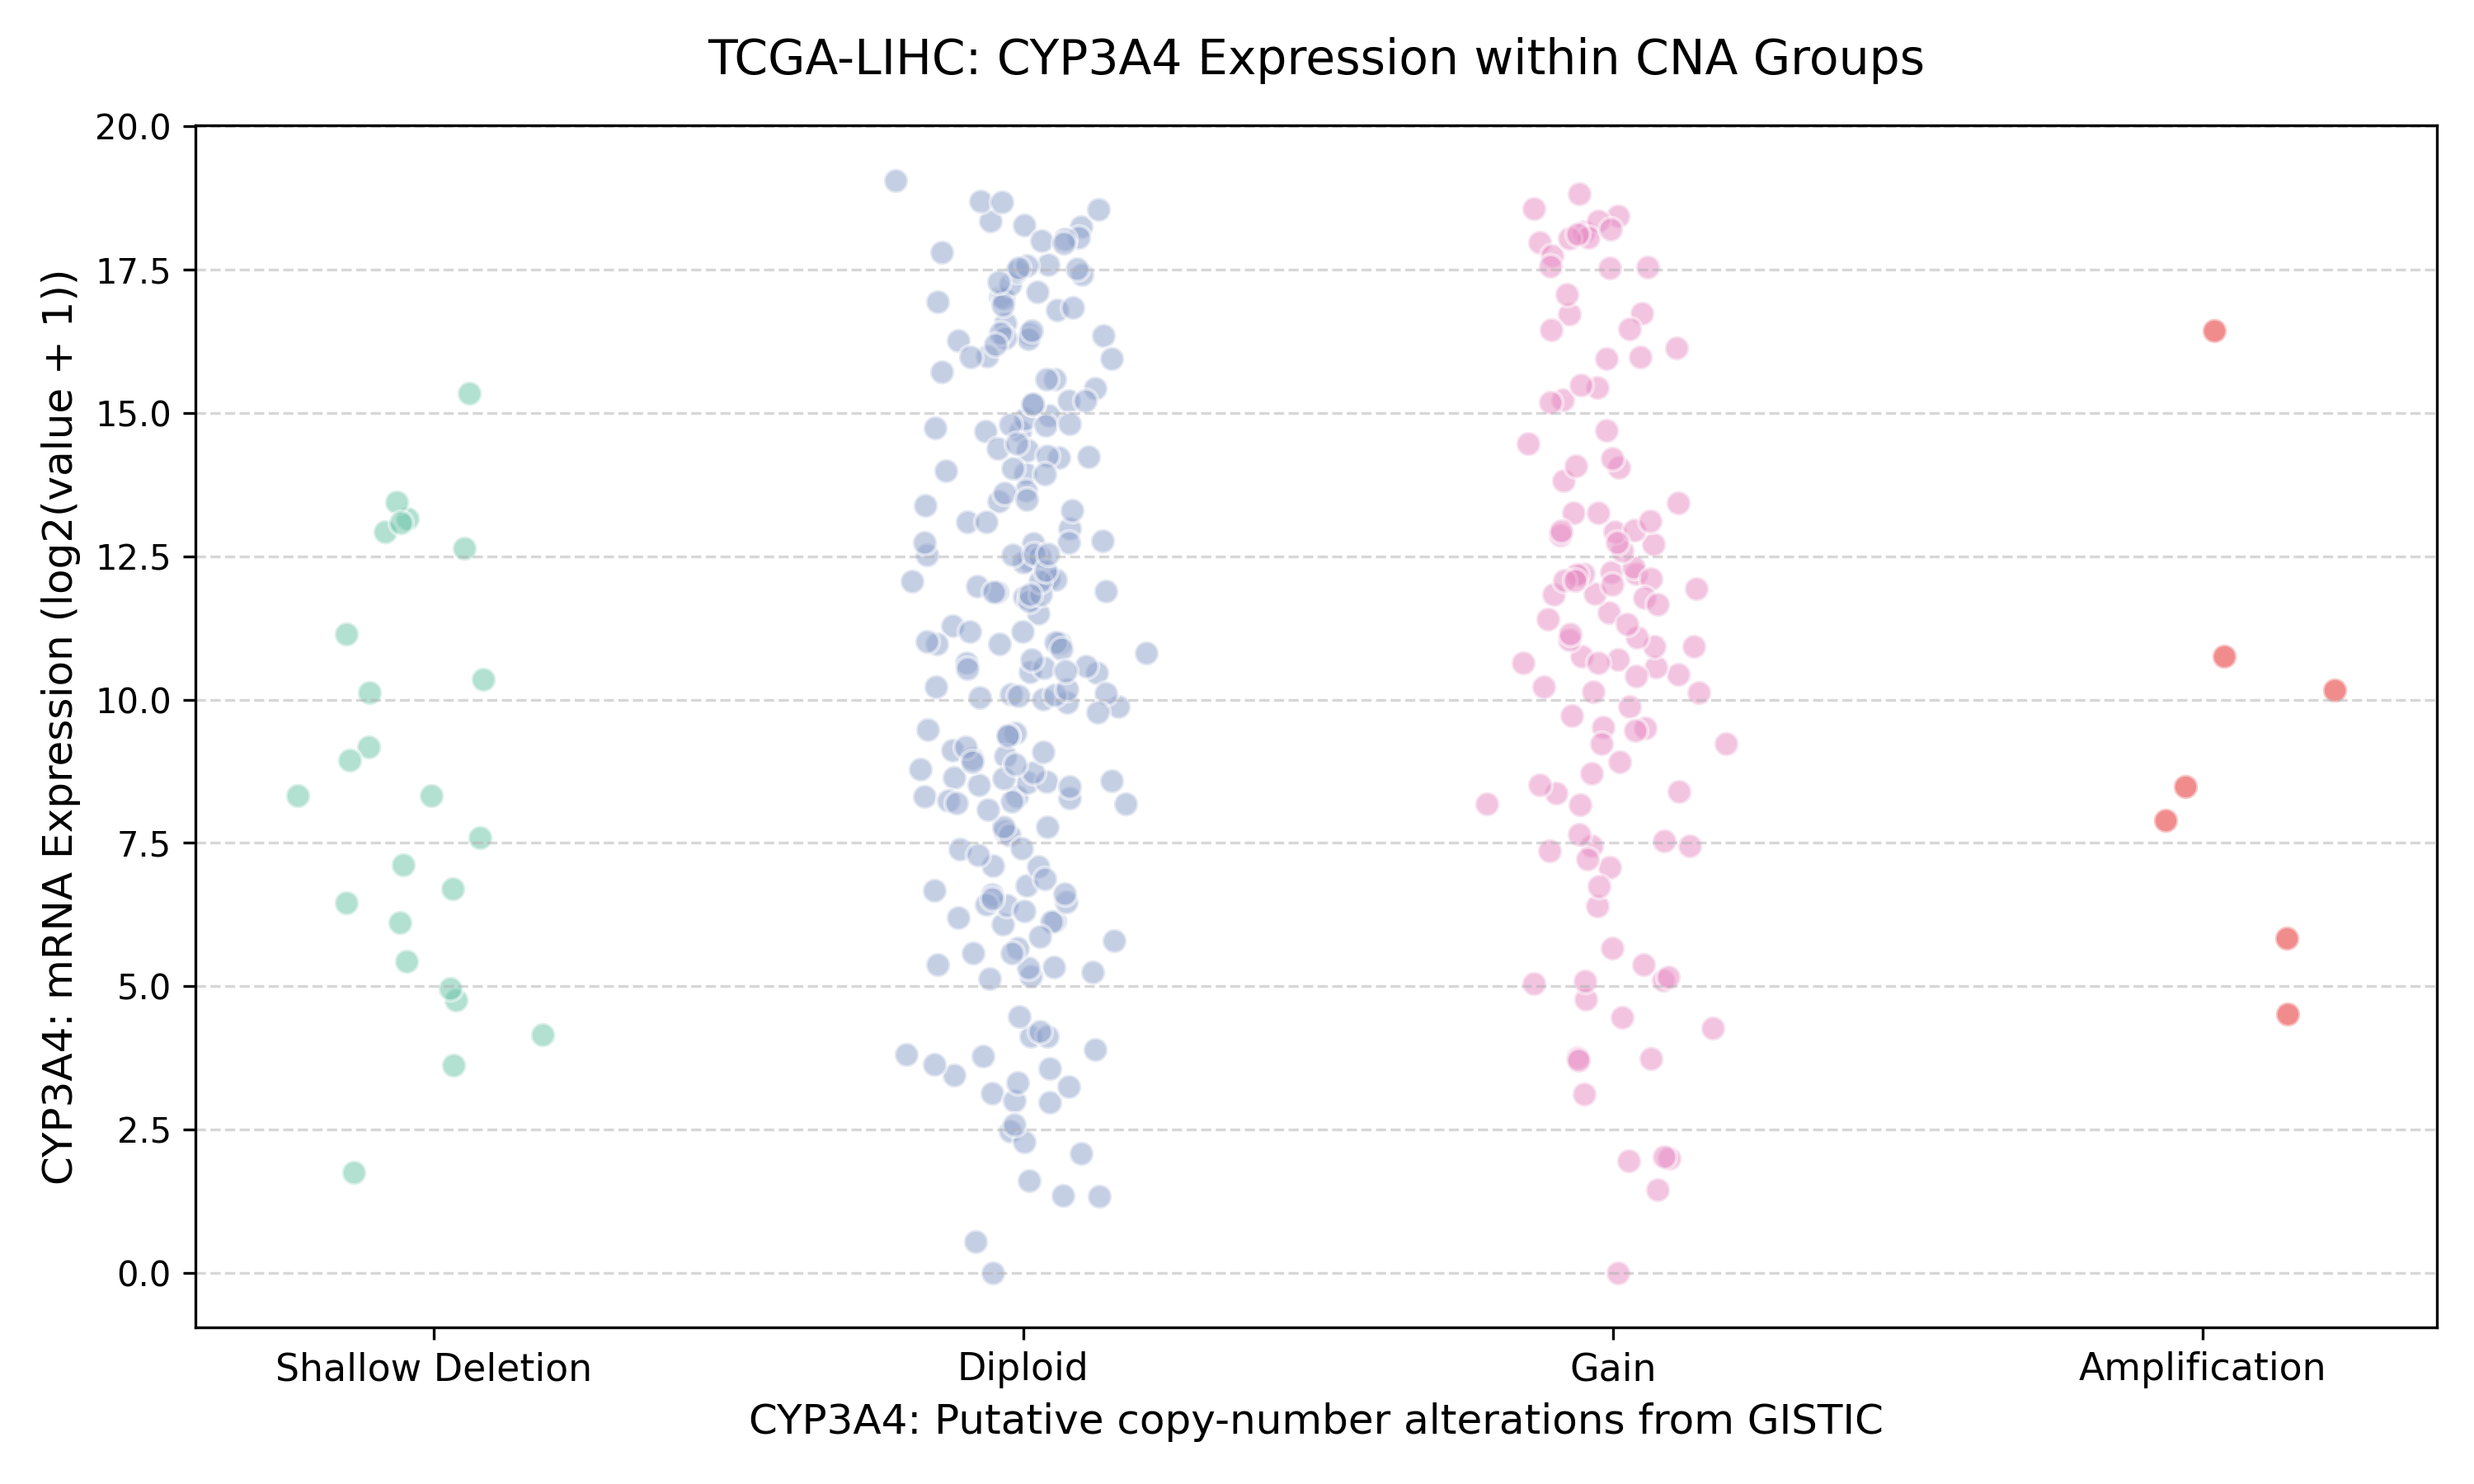 TCGA-LIHC: CYP3A4 Expression within CNA Groups
CYP3A4: mRNA Expression (log2(value + 1))
20.0
17.5
15.0
12.5
10.0
7.5
5.0
2.5
0.0
Shallow Deletion Diploid Gain Amplification
CYP3A4: Putative copy-number alterations from GISTIC